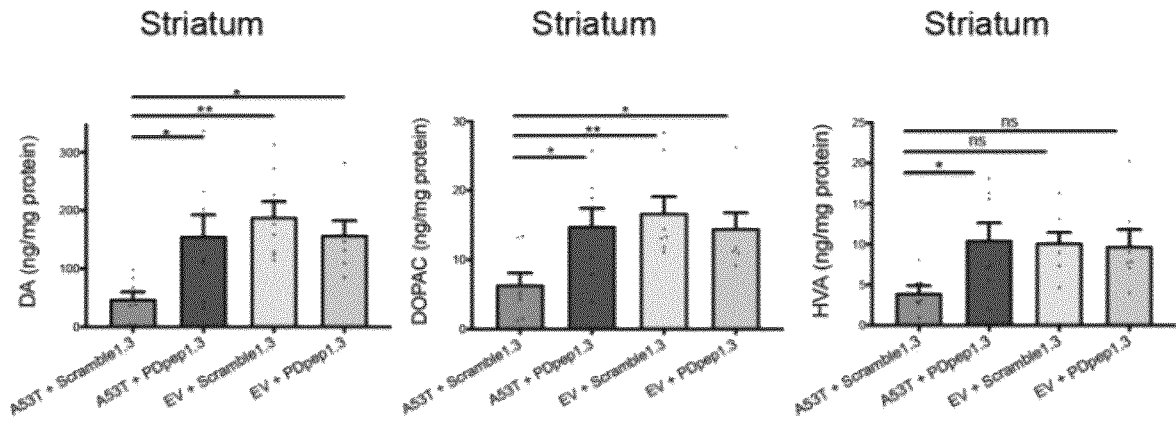 Striatum
DA (ng/mg protein)
300
200
100
0
*
**
*
A53T + Scramble1.3
A53T + PDpep1.3
EV + Scramble1.3
EV + PDpep1.3
Striatum
DOPAC (ng/mg protein)
30
20
10
0
*
**
*
A53T + Scramble1.3
A53T + PDpep1.3
EV + Scramble1.3
EV + PDpep1.3
Striatum
HVA (ng/mg protein)
25
20
15
10
5
0
ns
ns
*
A53T + Scramble1.3
A53T + PDpep1.3
EV + Scramble1.3
EV + PDpep1.3